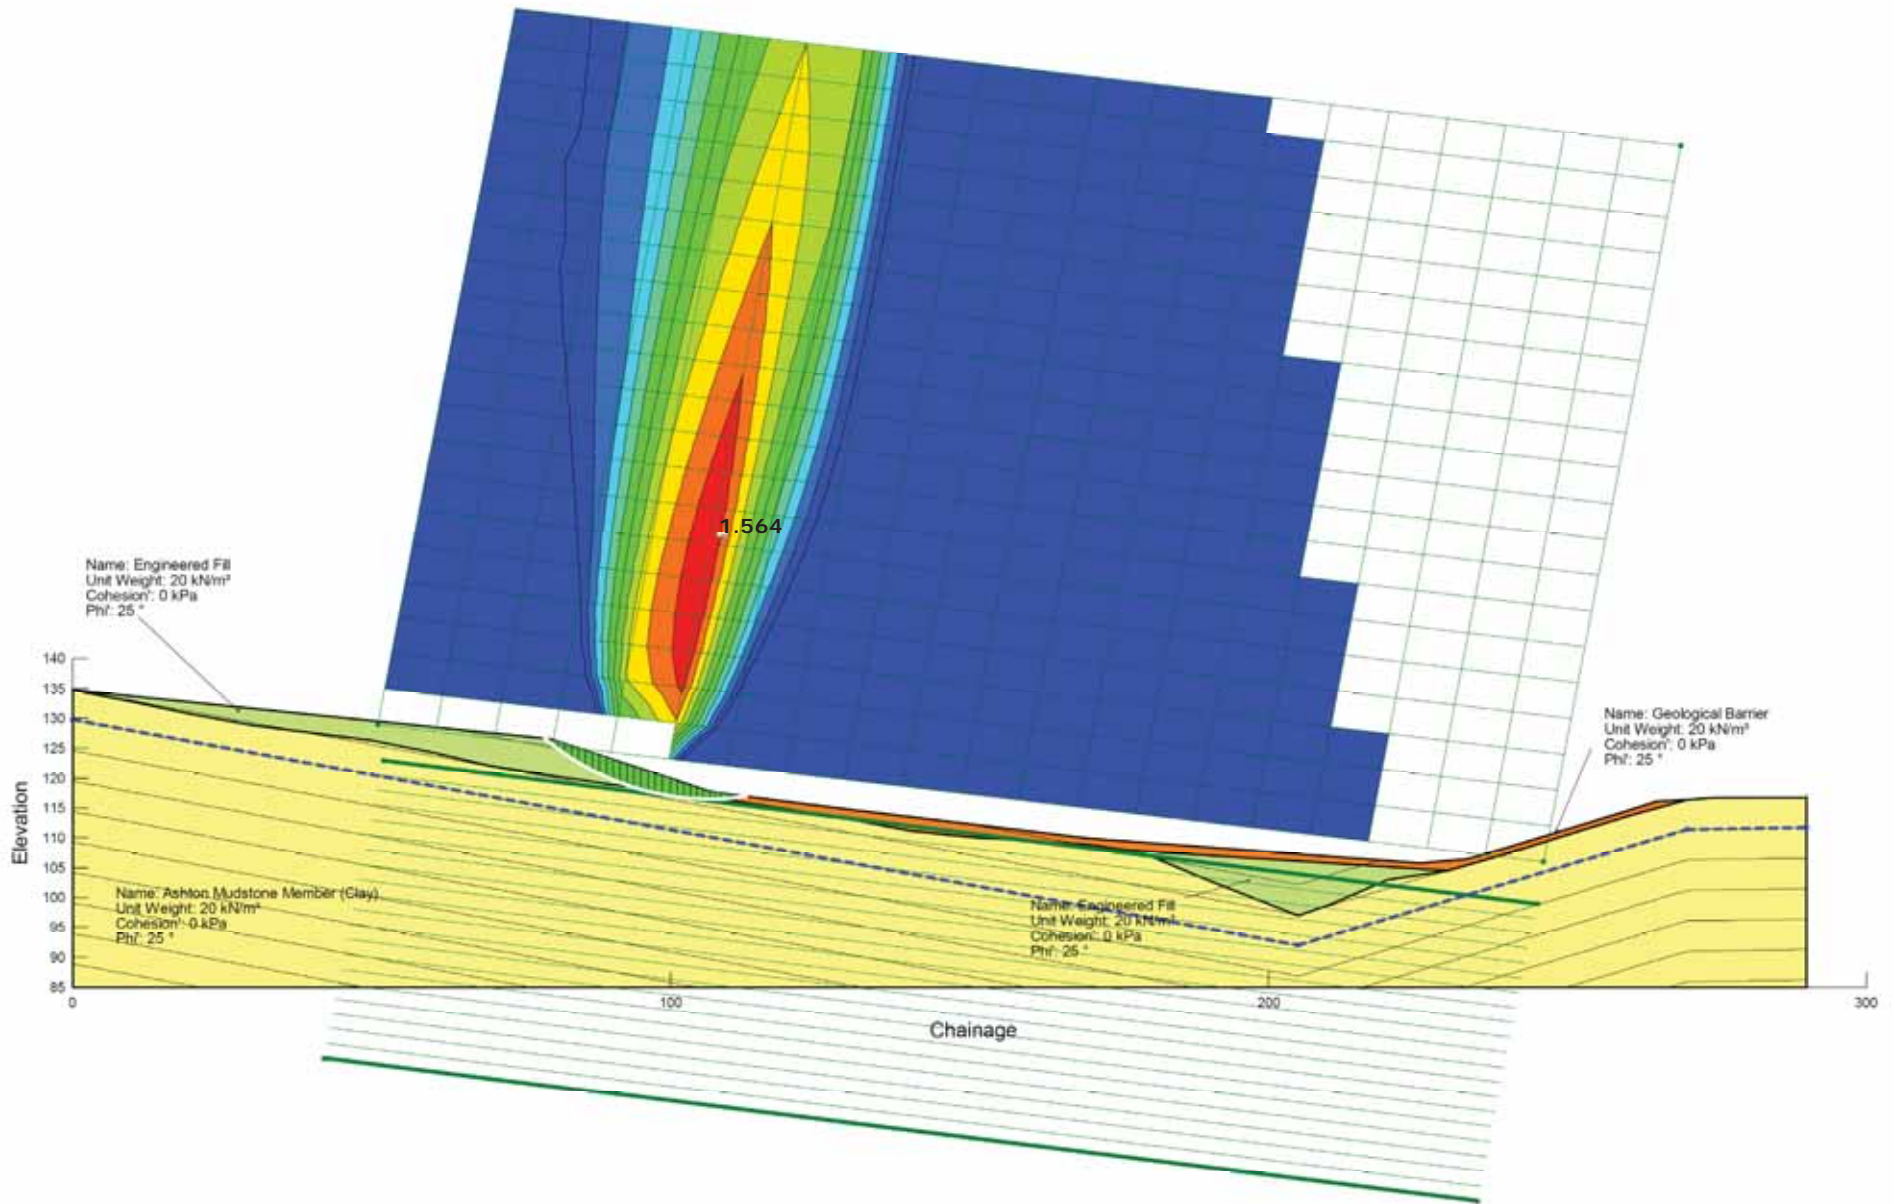 1.564
Name: Engineered Fill
Unit Weight: 20 kN/m³
Cohesion': 0 kPa
Phi': 25 °
Name: Geological Barrier
Unit Weight: 20 kN/m³
Cohesion': 0 kPa
Phi': 25 °
140
135
130
125
120
115
110
105
100
95
90
85
Elevation
Name: Ashton Mudstone Member (Clay)
Unit Weight: 20 kN/m³
Cohesion': 0 kPa
Phi': 25 °
Name: Engineered Fill
Unit Weight: 20 kN/m³
Cohesion': 0 kPa
Phi': 25 °
0
100
200
300
Chainage